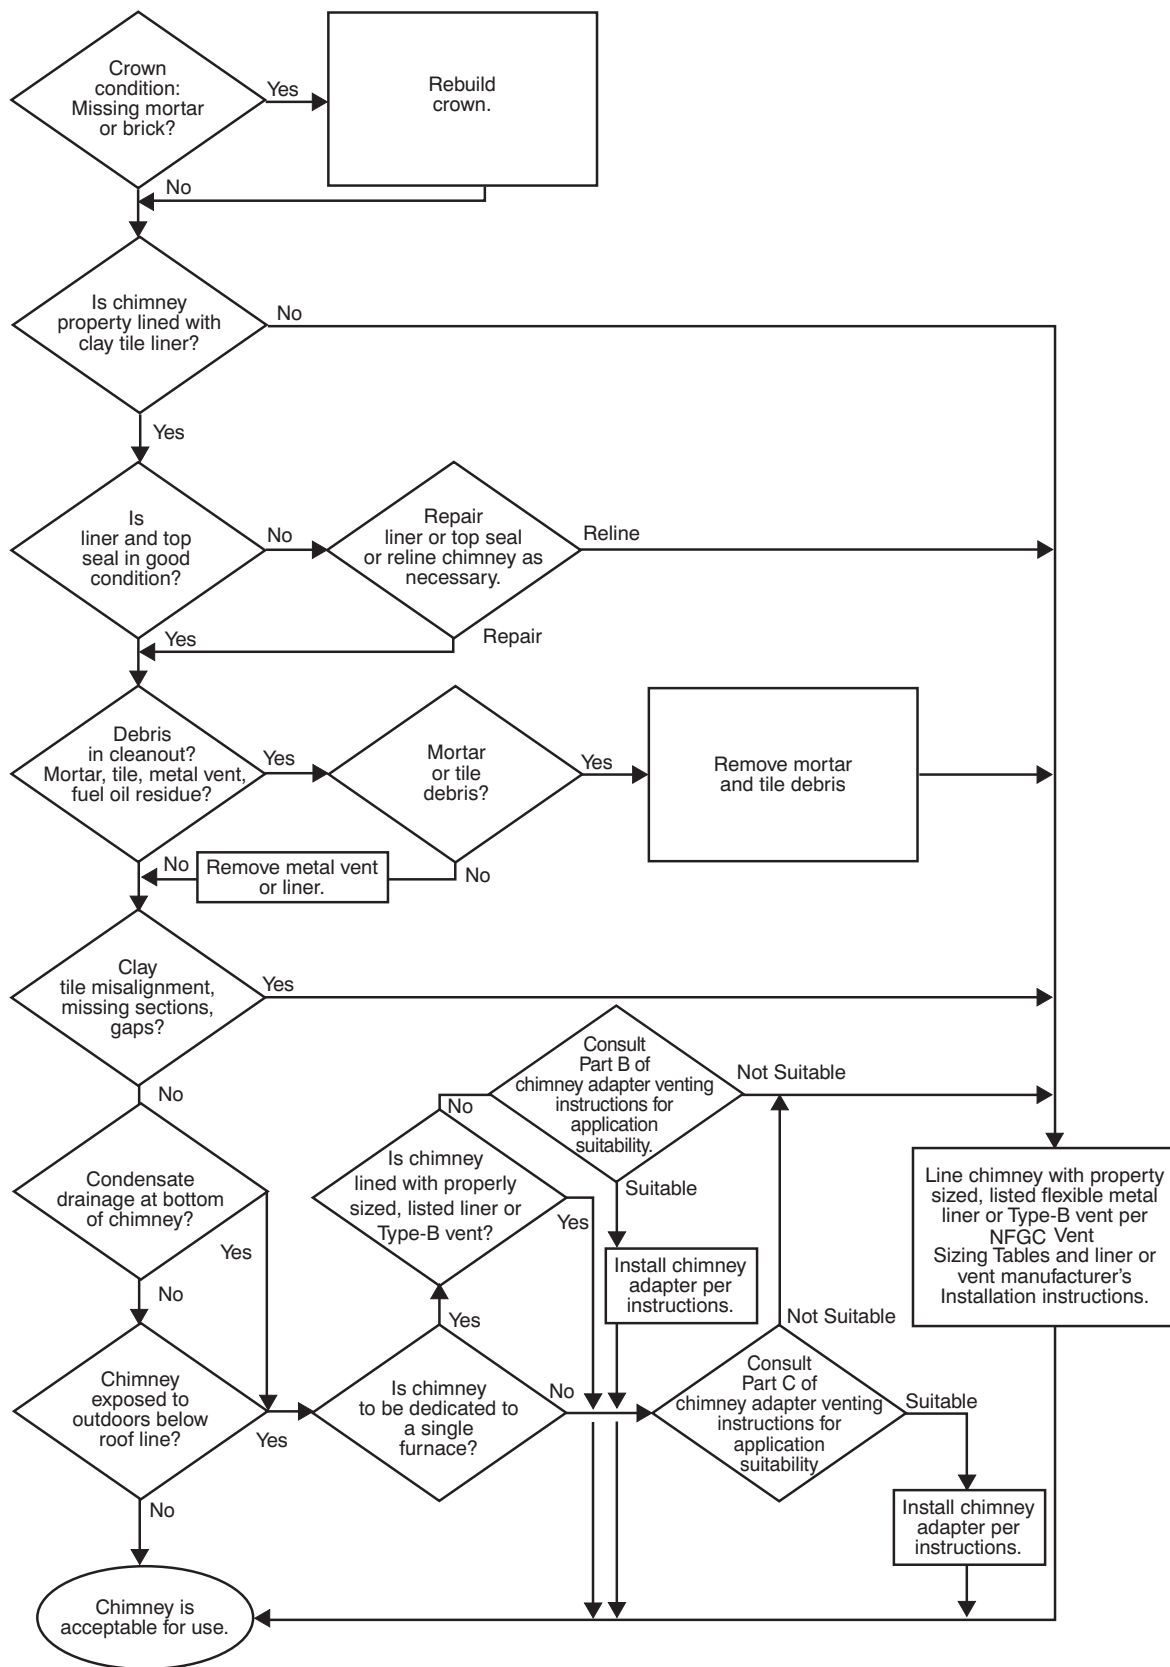 Crown
condition:
Missing mortar
or brick?
Yes
Rebuild
crown.
No
Is chimney
property lined with
clay tile liner?
No
Yes
Is
liner and top
seal in good
condition?
No
Repair
liner or top seal
or reline chimney as
necessary.
Reline
Yes
Repair
Debris
in cleanout?
Mortar, tile, metal vent,
fuel oil residue?
Yes
Mortar
or tile
debris?
Yes
Remove mortar
and tile debris
No
Remove metal vent
or liner.
No
Clay
tile misalignment,
missing sections,
gaps?
Yes
No
Consult
Part B of
chimney adapter venting
instructions for
application
suitability.
Not Suitable
No
Suitable
Condensate
drainage at bottom
of chimney?
Yes
No
Is chimney
lined with properly
sized, listed liner or
Type-B vent?
Yes
Install chimney
adapter per
instructions.
Line chimney with property
sized, listed flexible metal
liner or Type-B vent per
NFGC Vent
Sizing Tables and liner or
vent manufacturer's
Installation instructions.
Chimney
exposed to
outdoors below
roof line?
Yes
No
Yes
Is chimney
to be dedicated to
a single
furnace?
No
Not Suitable
Consult
Part C of
chimney adapter venting
instructions for
application
suitability
Suitable
Install chimney
adapter per
instructions.
Chimney is
acceptable for use.